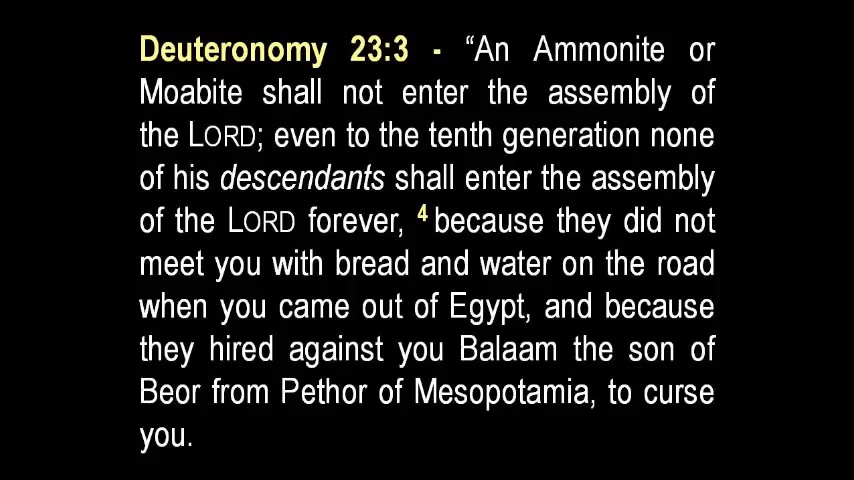 Deuteronomy 23:3 - “An Ammonite or
Moabite shall not enter the assembly of
the LORD; even to the tenth generation none
of his descendants shall enter the assembly
of the LORD forever, 4 because they did not
meet you with bread and water on the road
when you came out of Egypt, and because
they hired against you Balaam the son of
Beor from Pethor of Mesopotamia, to curse
you.